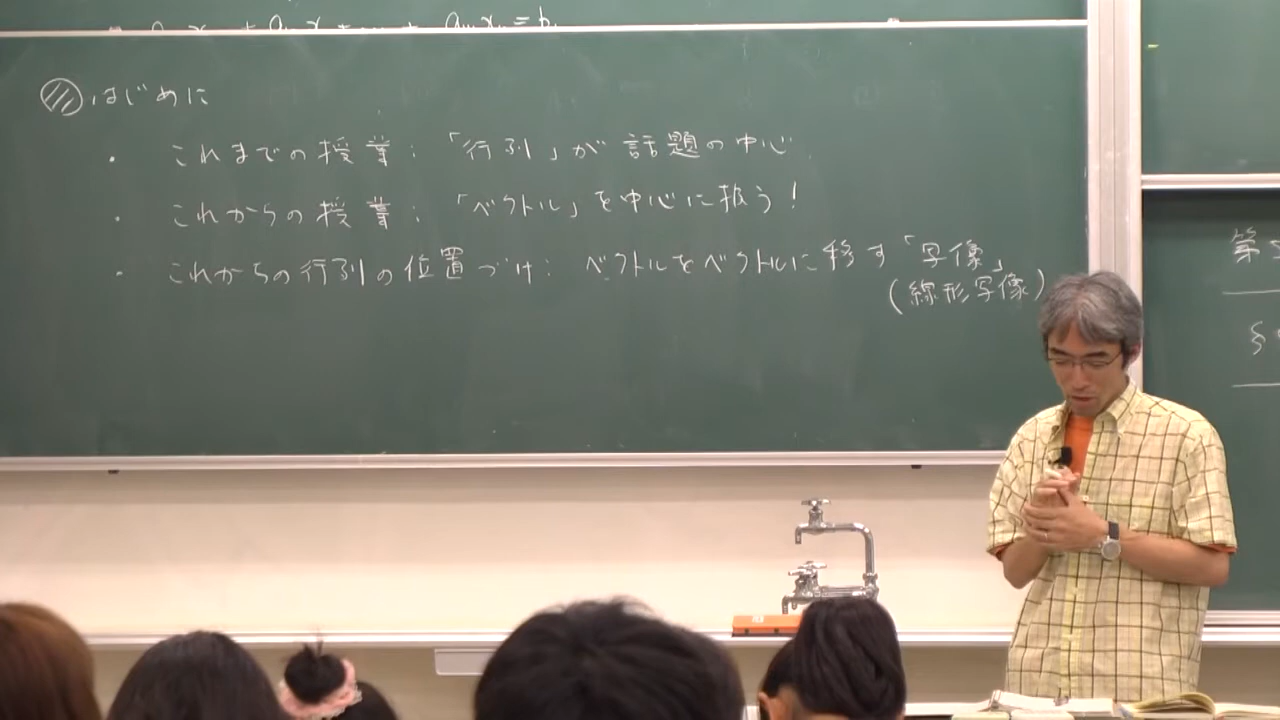 はじめに
・ これまでの授業：「行列」が話題の中心
・ これからの授業：「ベクトル」を中心に扱う！
・ これからの行列の位置づけ：ベクトルをベクトルに移す「写像」
（線形写像）
第
§